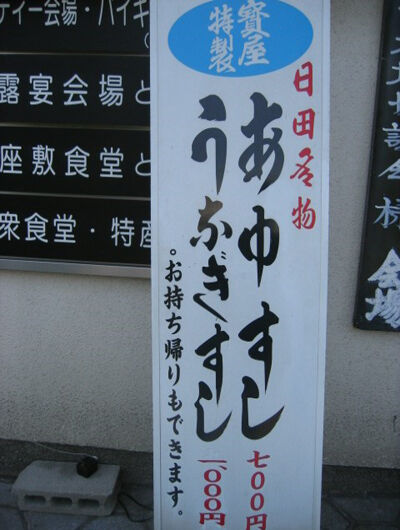 寳屋
特製
日田名物
あゆすし 七〇〇円
うなぎすし 一、〇〇〇円
。お持ち帰りもできます。
ティー会場・バイキ
露宴会場と
座敷食堂と
衆食堂・特産
会場